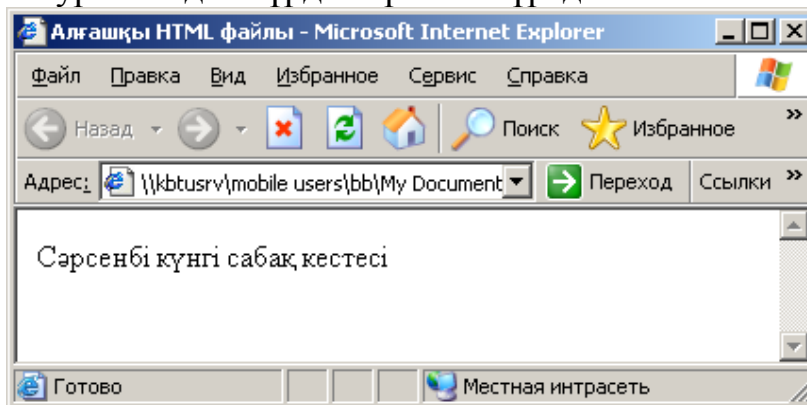 Алғашқы HTML файлы - Microsoft Internet Explorer
Файл Правка Вид Избранное Сервис Справка
Назад Поиск Избранное »
Адрес: \\kbtusrv\mobile users\bb\My Document Переход Ссылки »
Сәрсенбі күнгі сабақ кестесі
Готово Местная интрасеть